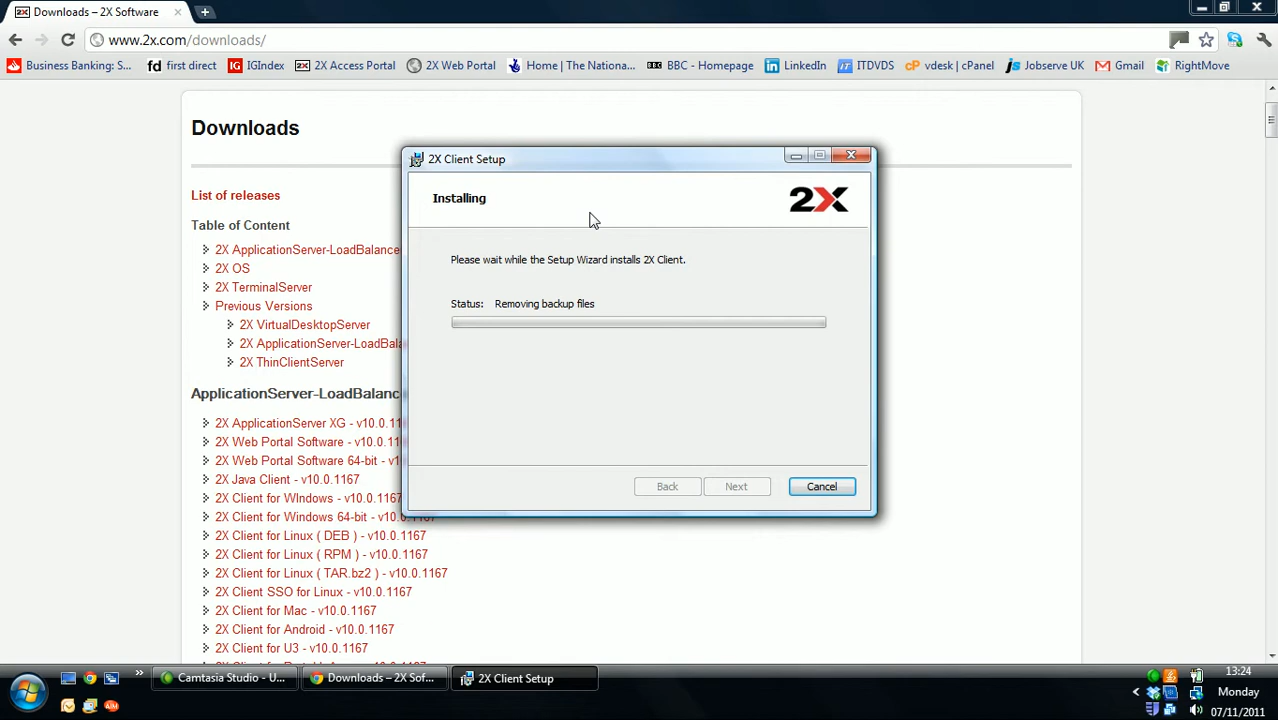 Downloads – 2X Software
www.2x.com/downloads/
Business Banking: S... first direct IGIndex 2X Access Portal 2X Web Portal Home | The Nationa... BBC - Homepage LinkedIn ITDVDS vdesk | cPanel Jobserve UK Gmail RightMove
Downloads
List of releases
Table of Content
2X ApplicationServer-LoadBalance
2X OS
2X TerminalServer
Previous Versions
2X VirtualDesktopServer
2X ApplicationServer-LoadBala
2X ThinClientServer
ApplicationServer-LoadBalanc
2X ApplicationServer XG - v10.0.11
2X Web Portal Software - v10.0.1
2X Web Portal Software 64-bit - v1
2X Java Client - v10.0.1167
2X Client for WIndows - v10.0.1167
2X Client for Windows 64-bit - v10.0.1167
2X Client for Linux ( DEB ) - v10.0.1167
2X Client for Linux ( RPM ) - v10.0.1167
2X Client for Linux ( TAR.bz2 ) - v10.0.1167
2X Client SSO for Linux - v10.0.1167
2X Client for Mac - v10.0.1167
2X Client for Android - v10.0.1167
2X Client for U3 - v10.0.1167
2X Client Setup
Installing
2X
Please wait while the Setup Wizard installs 2X Client.
Status: Removing backup files
Back Next Cancel
Camtasia Studio - U... Downloads – 2X Sof... 2X Client Setup
13:24
Monday
07/11/2011